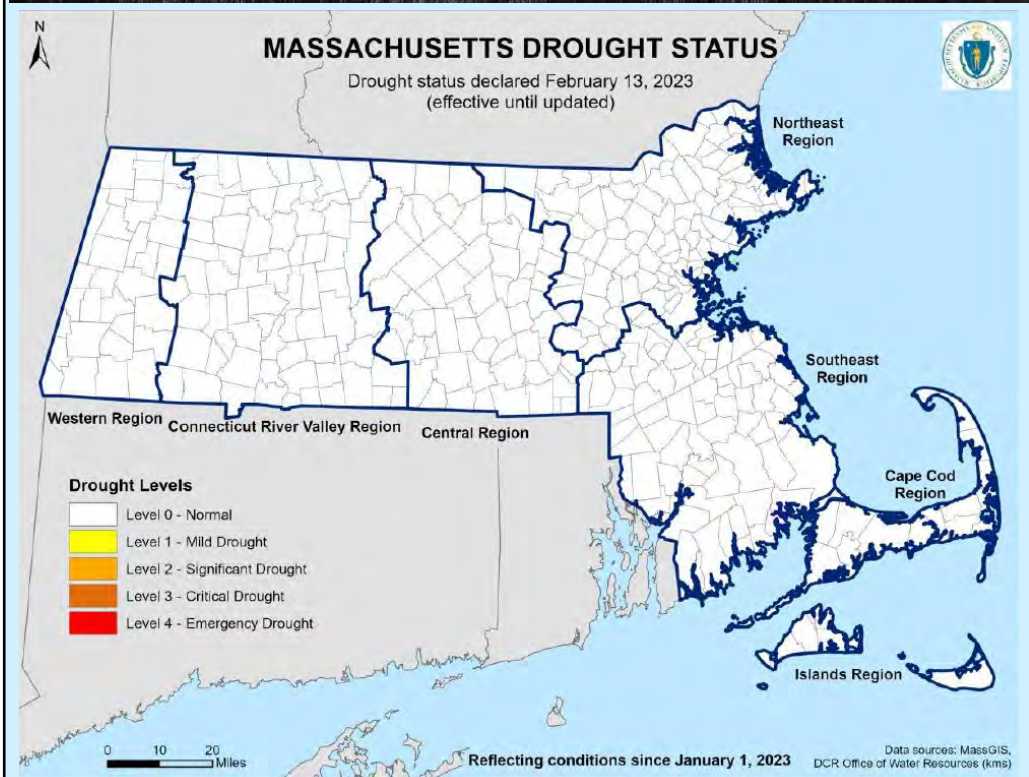 N
MASSACHUSETTS DROUGHT STATUS
Drought status declared February 13, 2023
(effective until updated)
Northeast
Region
Southeast
Region
Western Region
Connecticut River Valley Region
Central Region
Cape Cod
Region
Drought Levels
Level 0 - Normal
Level 1 - Mild Drought
Level 2 - Significant Drought
Level 3 - Critical Drought
Level 4 - Emergency Drought
Islands Region
0 10 20
Miles
Reflecting conditions since January 1, 2023
Data sources: MassGIS,
DCR Office of Water Resources (kms)